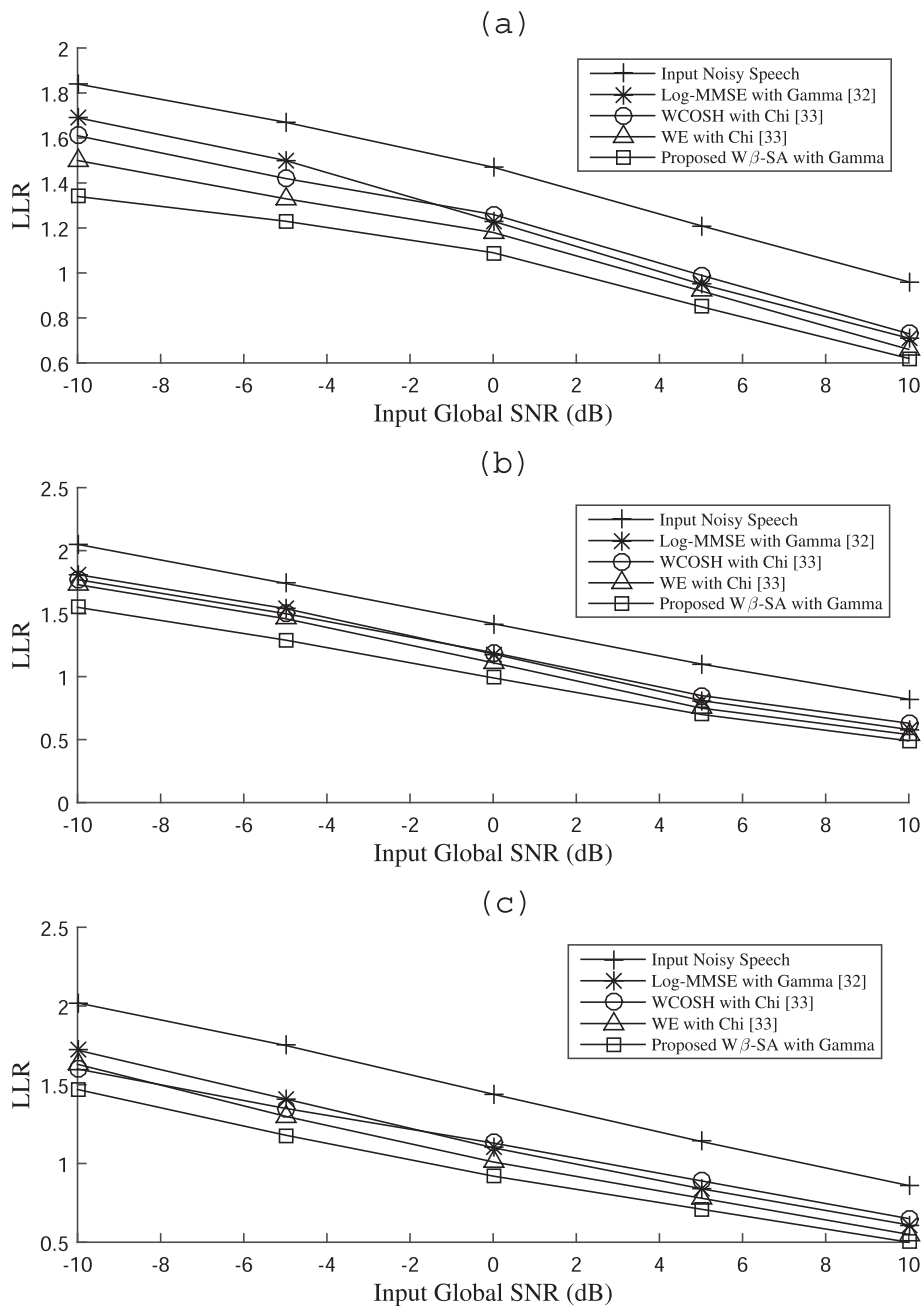 (a)
2
1.8
1.6
1.4
1.2
1
0.8
0.6
LLR
Input Noisy Speech
Log-MMSE with Gamma [32]
WCOSH with Chi [33]
WE with Chi [33]
Proposed Wβ-SA with Gamma
-10 -8 -6 -4 -2 0 2 4 6 8 10
Input Global SNR (dB)
(b)
2.5
2
1.5
1
0.5
0
LLR
Input Noisy Speech
Log-MMSE with Gamma [32]
WCOSH with Chi [33]
WE with Chi [33]
Proposed Wβ-SA with Gamma
-10 -8 -6 -4 -2 0 2 4 6 8 10
Input Global SNR (dB)
(c)
2.5
2
1.5
1
0.5
LLR
Input Noisy Speech
Log-MMSE with Gamma [32]
WCOSH with Chi [33]
WE with Chi [33]
Proposed Wβ-SA with Gamma
-10 -8 -6 -4 -2 0 2 4 6 8 10
Input Global SNR (dB)